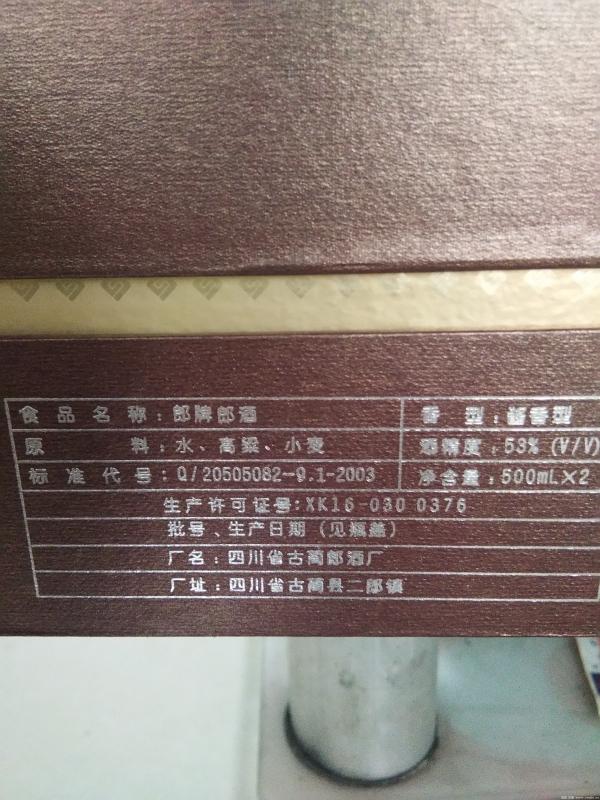 食品名称：郎牌郎酒 香型：酱香型
原料：水、高粱、小麦 酒精度：53% (V/V)
标准代号：Q/20505082-9.1-2003 净含量：500mL×2
生产许可证号：XK16-030 0376
批号、生产日期（见瓶盖）
厂名：四川省古蔺郎酒厂
厂址：四川省古蔺县二郎镇